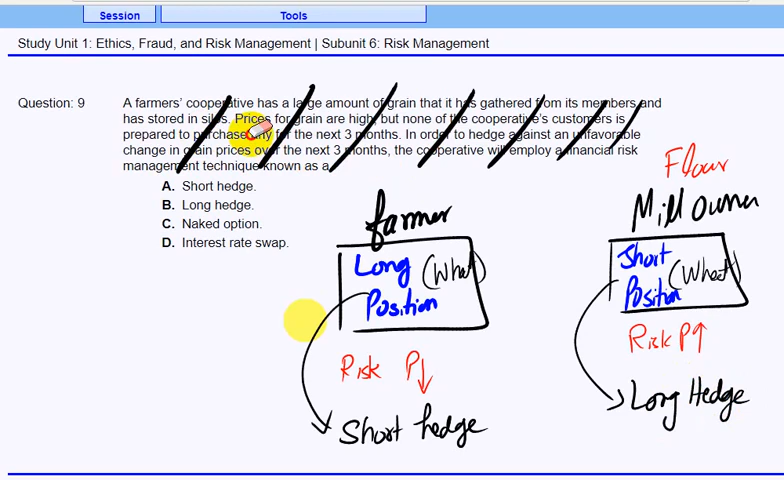 Session
Tools
Study Unit 1: Ethics, Fraud, and Risk Management | Subunit 6: Risk Management
Question: 9
A farmers' cooperative has a large amount of grain that it has gathered from its members and
has stored in silos. Prices for grain are high, but none of the cooperative's customers is
prepared to purchase any for the next 3 months. In order to hedge against an unfavorable
change in grain prices over the next 3 months, the cooperative will employ a financial risk
management technique known as a
A. Short hedge.
B. Long hedge.
C. Naked option.
D. Interest rate swap.
farmer
Long (Wheat)
Position
Risk P↓
Short hedge
Flour
Mill owner
Short
Position (Wheat)
Risk P↑
Long Hedge